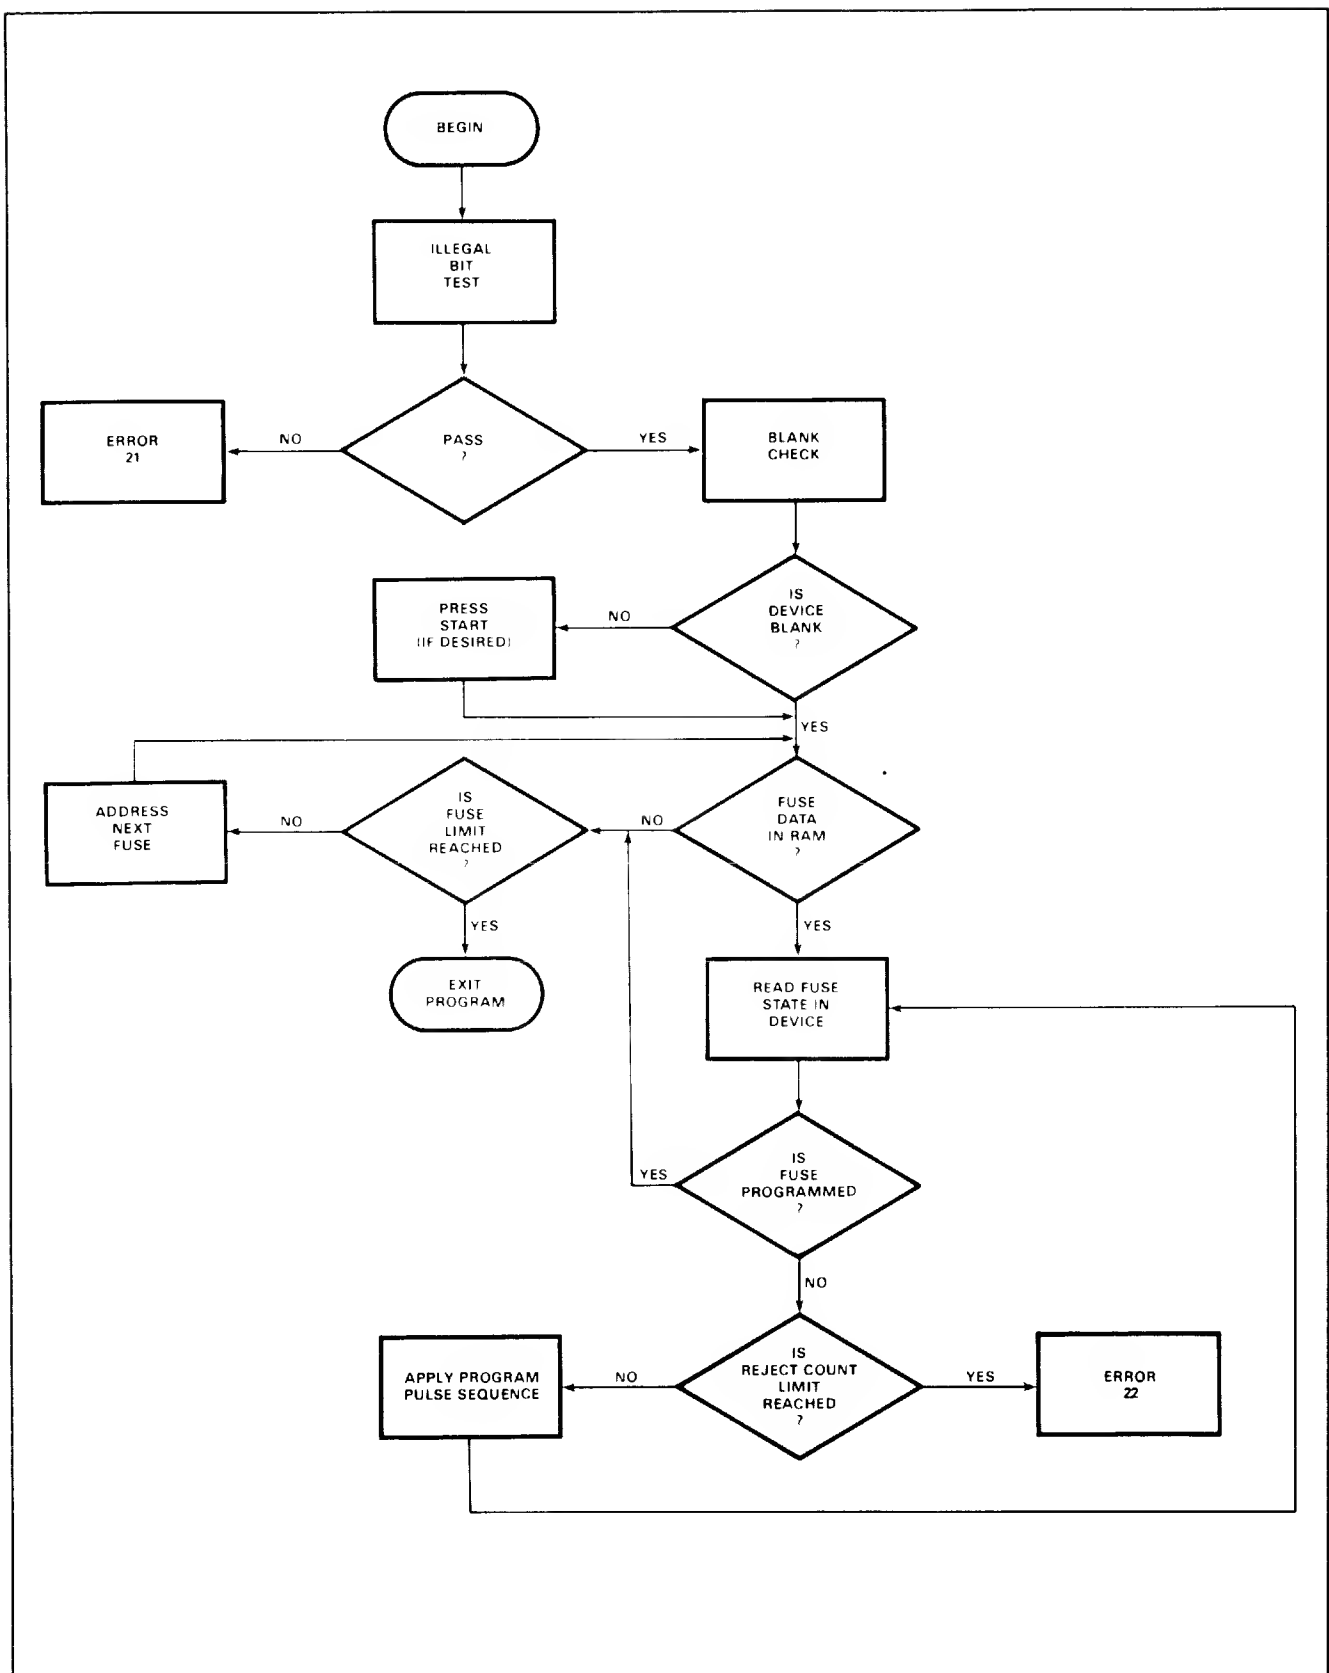 BEGIN
ILLEGAL
BIT
TEST
ERROR
21
NO
PASS
?
YES
BLANK
CHECK
PRESS
START
(IF DESIRED)
NO
IS
DEVICE
BLANK
?
YES
ADDRESS
NEXT
FUSE
NO
IS
FUSE
LIMIT
REACHED
?
NO
FUSE
DATA
IN RAM
?
YES
YES
EXIT
PROGRAM
READ FUSE
STATE IN
DEVICE
YES
IS
FUSE
PROGRAMMED
?
NO
APPLY PROGRAM
PULSE SEQUENCE
NO
IS
REJECT COUNT
LIMIT
REACHED
?
YES
ERROR
22